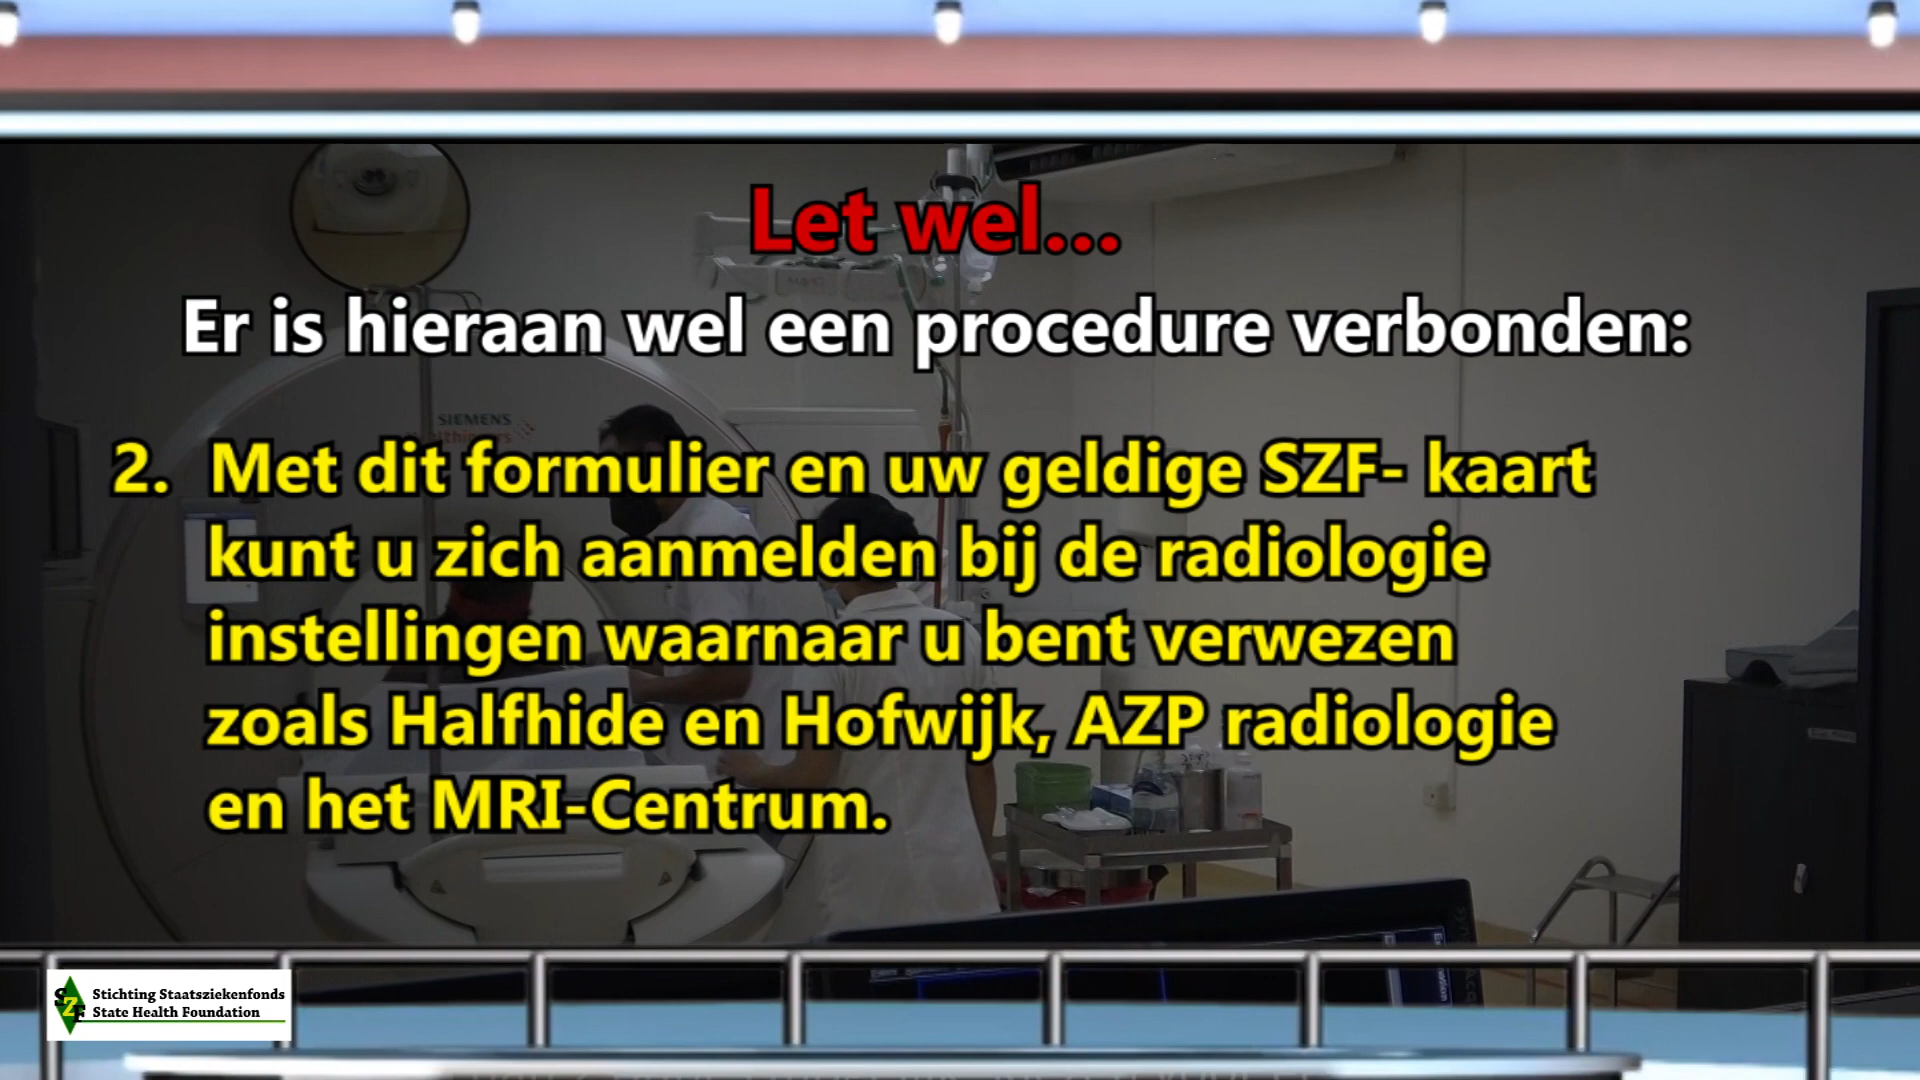 Let wel...
Er is hieraan wel een procedure verbonden:
SIEMENS
2. Met dit formulier en uw geldige SZF- kaart
kunt u zich aanmelden bij de radiologie
instellingen waarnaar u bent verwezen
zoals Halfhide en Hofwijk, AZP radiologie
en het MRI-Centrum.
SZF
Stichting Staatsziekenfonds
State Health Foundation